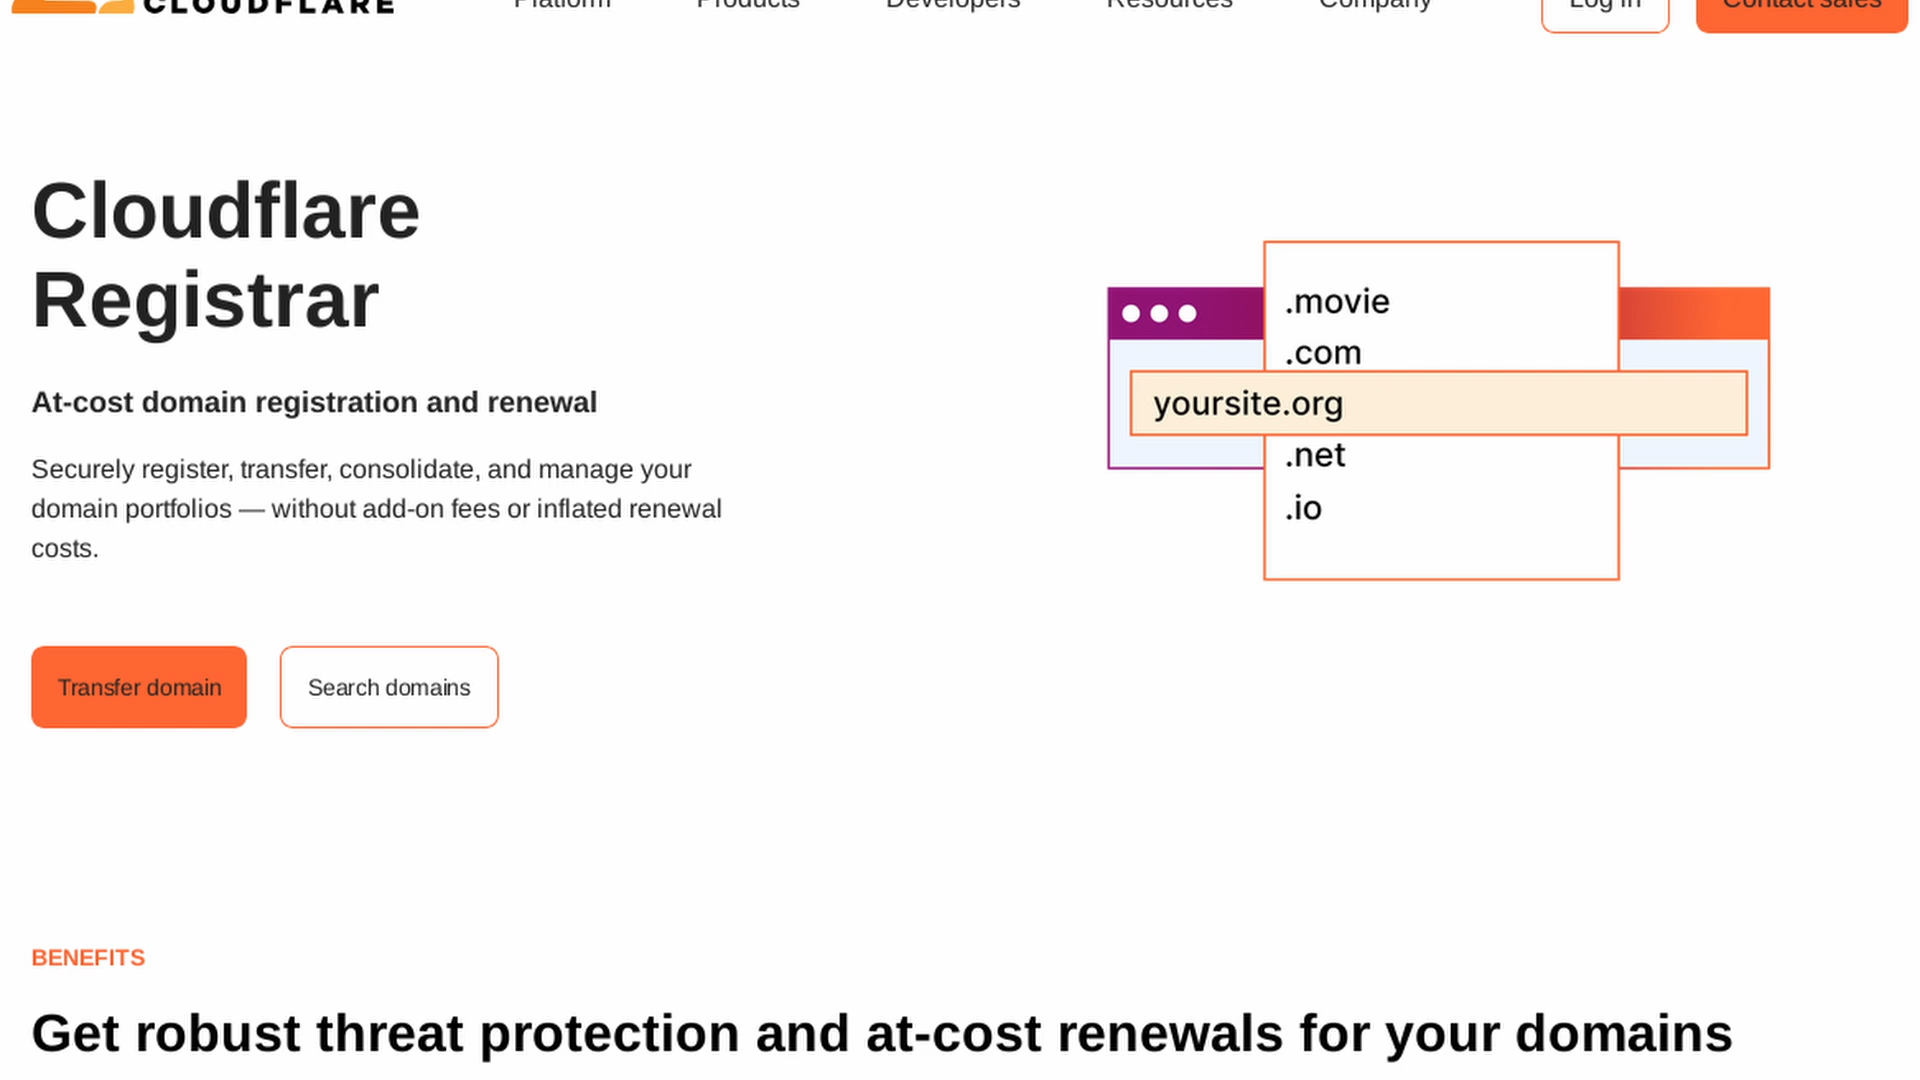 CLOUDFLARE
Platform Products Developers Resources Company Log in Contact sales
Cloudflare
Registrar
At-cost domain registration and renewal
Securely register, transfer, consolidate, and manage your
domain portfolios — without add-on fees or inflated renewal
costs.
Transfer domain Search domains
.movie
.com
yoursite.org
.net
.io
BENEFITS
Get robust threat protection and at-cost renewals for your domains